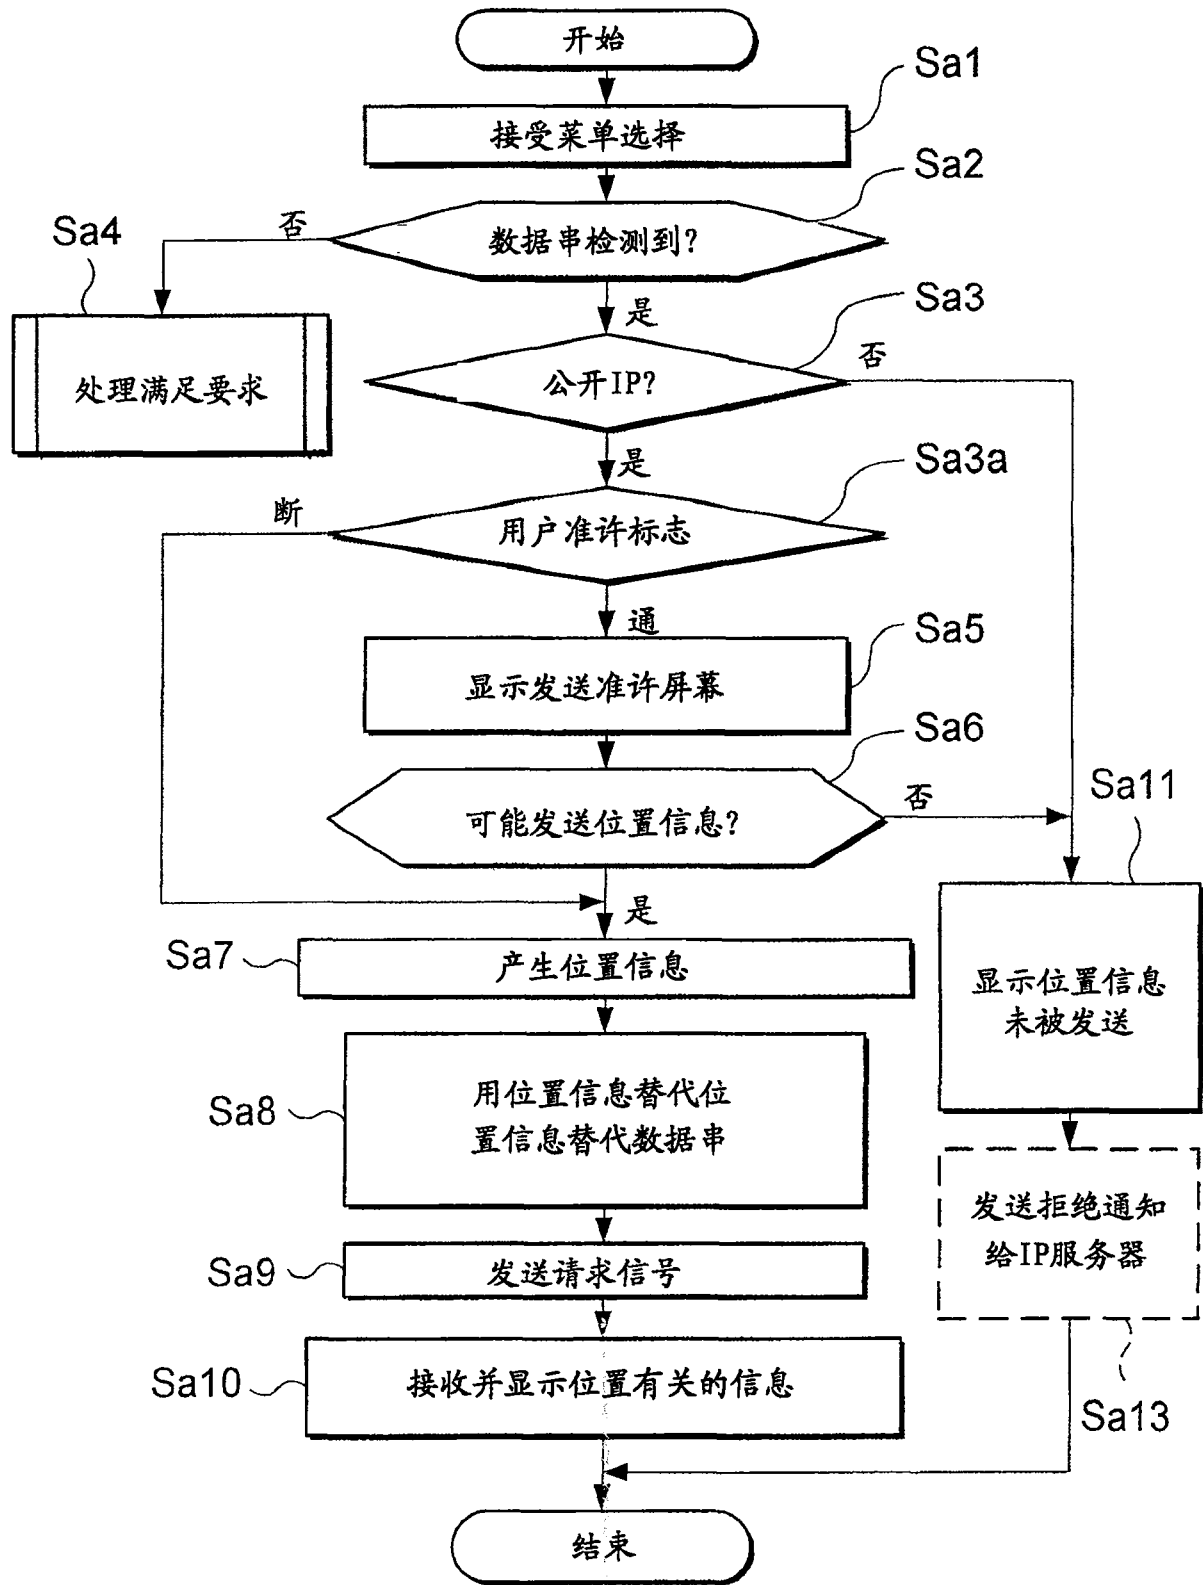 开始
Sa1
接受菜单选择
Sa2
数据串检测到?
否
Sa4
是
Sa3
处理满足要求
公开IP?
否
是
Sa3a
断
用户准许标志
通
Sa5
显示发送准许屏幕
Sa6
可能发送位置信息?
否
Sa11
是
Sa7
产生位置信息
显示位置信息
未被发送
Sa8
用位置信息替代位
置信息替代数据串
发送拒绝通知
给IP服务器
Sa9
发送请求信号
Sa10
接收并显示位置有关的信息
Sa13
结束